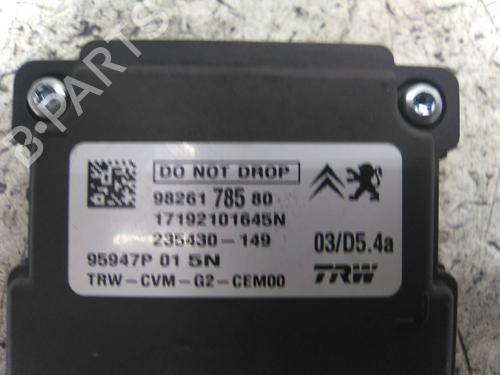 DO NOT DROP
98261 785 80
17192101645N
235430-149
03/D5.4a
95947P 01 5N
TRW-CVM-G2-CEM00
TRW
B-PARTS